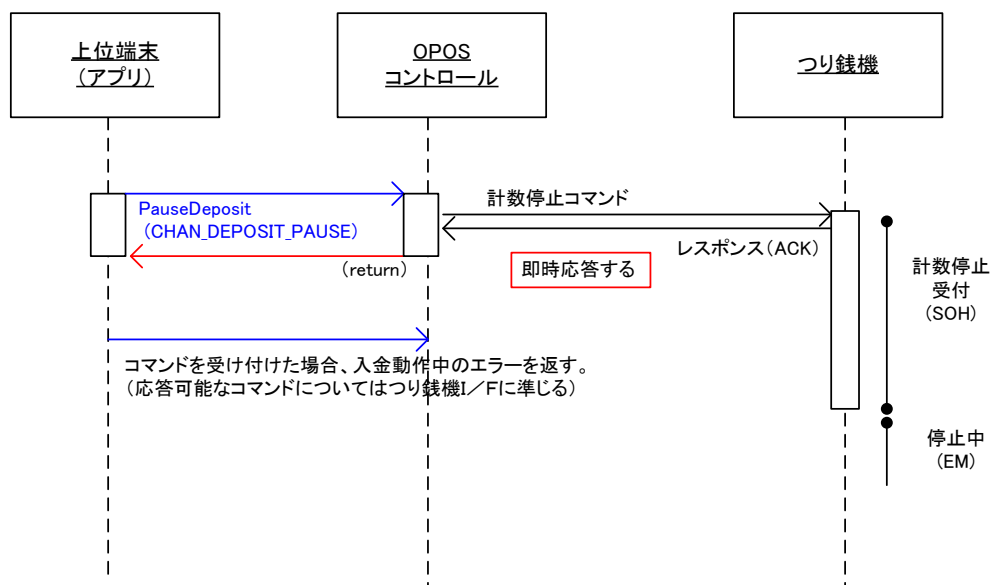 上位端末
（アプリ）
OPOS
コントロール
つり銭機
PauseDeposit
（CHAN_DEPOSIT_PAUSE）
（return）
計数停止コマンド
レスポンス（ACK）
即時応答する
計数停止
受付
（SOH）
コマンドを受け付けた場合、入金動作中のエラーを返す。
（応答可能なコマンドについてはつり銭機I／Fに準じる）
停止中
（EM）